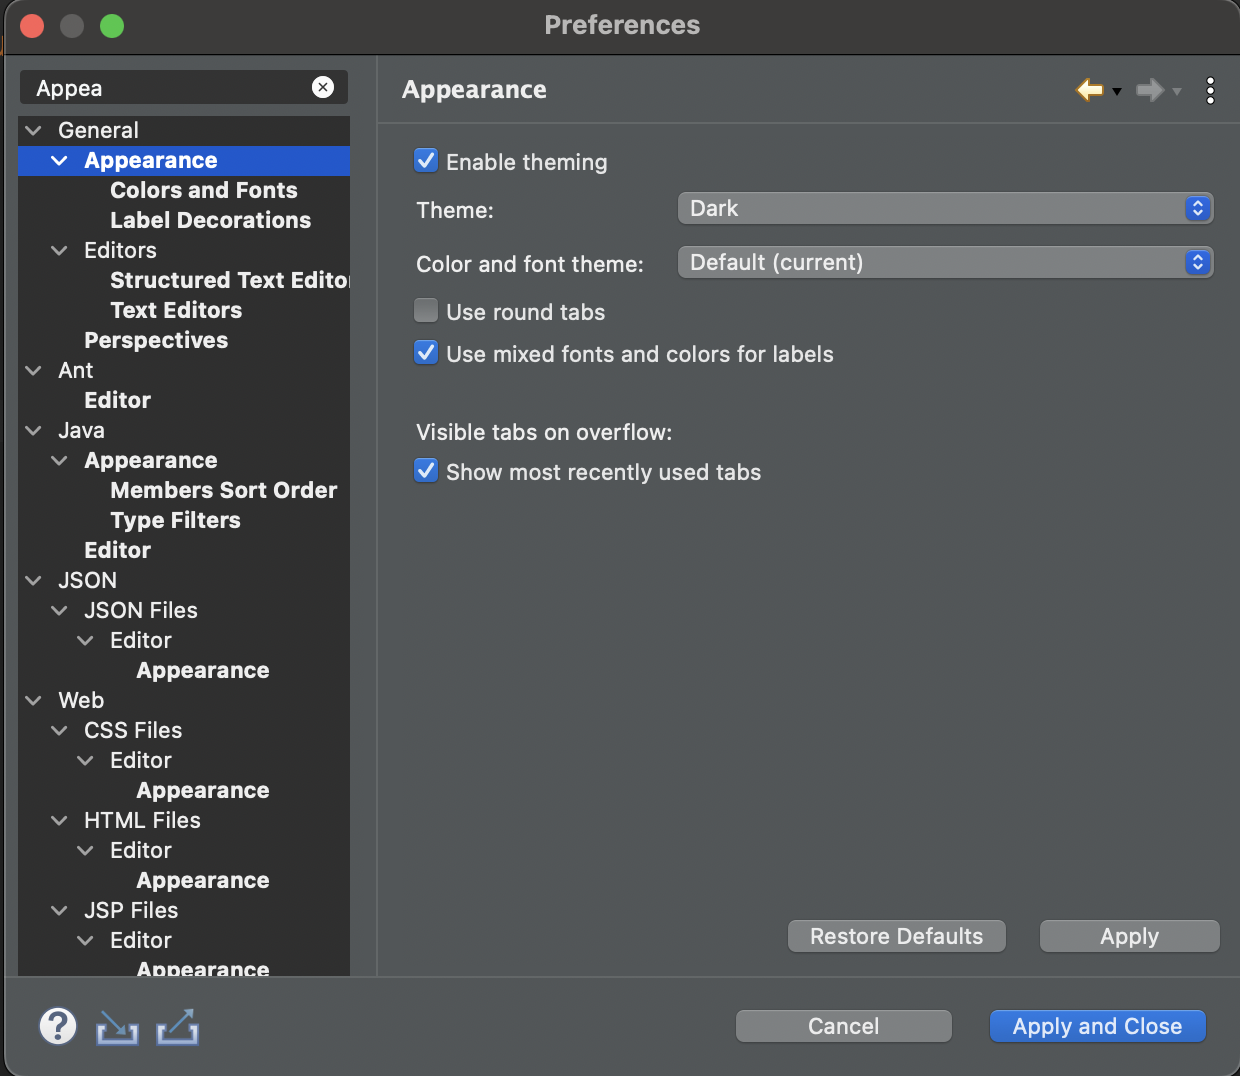 Preferences
Appea
General
Appearance
Colors and Fonts
Label Decorations
Editors
Structured Text Edito
Text Editors
Perspectives
Ant
Editor
Java
Appearance
Members Sort Order
Type Filters
Editor
JSON
JSON Files
Editor
Appearance
Web
CSS Files
Editor
Appearance
HTML Files
Editor
Appearance
JSP Files
Editor
Appearance
Appearance
Enable theming
Theme: Dark
Color and font theme: Default (current)
Use round tabs
Use mixed fonts and colors for labels
Visible tabs on overflow:
Show most recently used tabs
Restore Defaults Apply
? Cancel Apply and Close